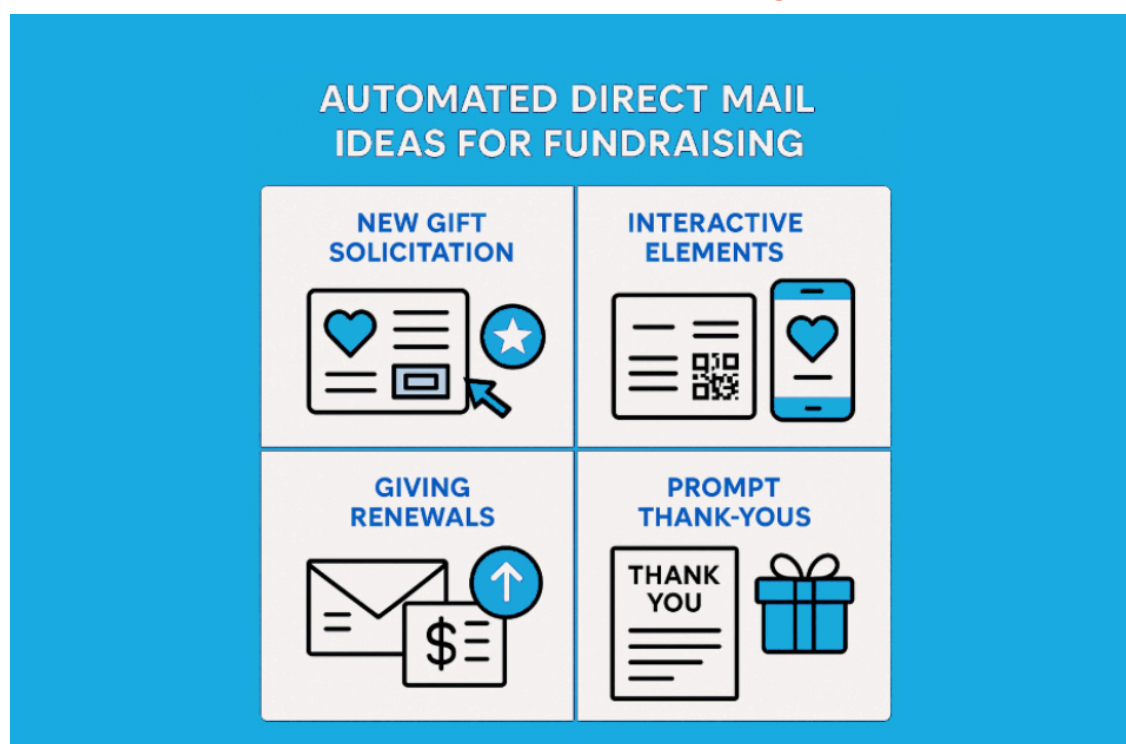 AUTOMATED DIRECT MAIL
IDEAS FOR FUNDRAISING
NEW GIFT
SOLICITATION
INTERACTIVE
ELEMENTS
GIVING
RENEWALS
$
PROMPT
THANK-YOUS
THANK
YOU